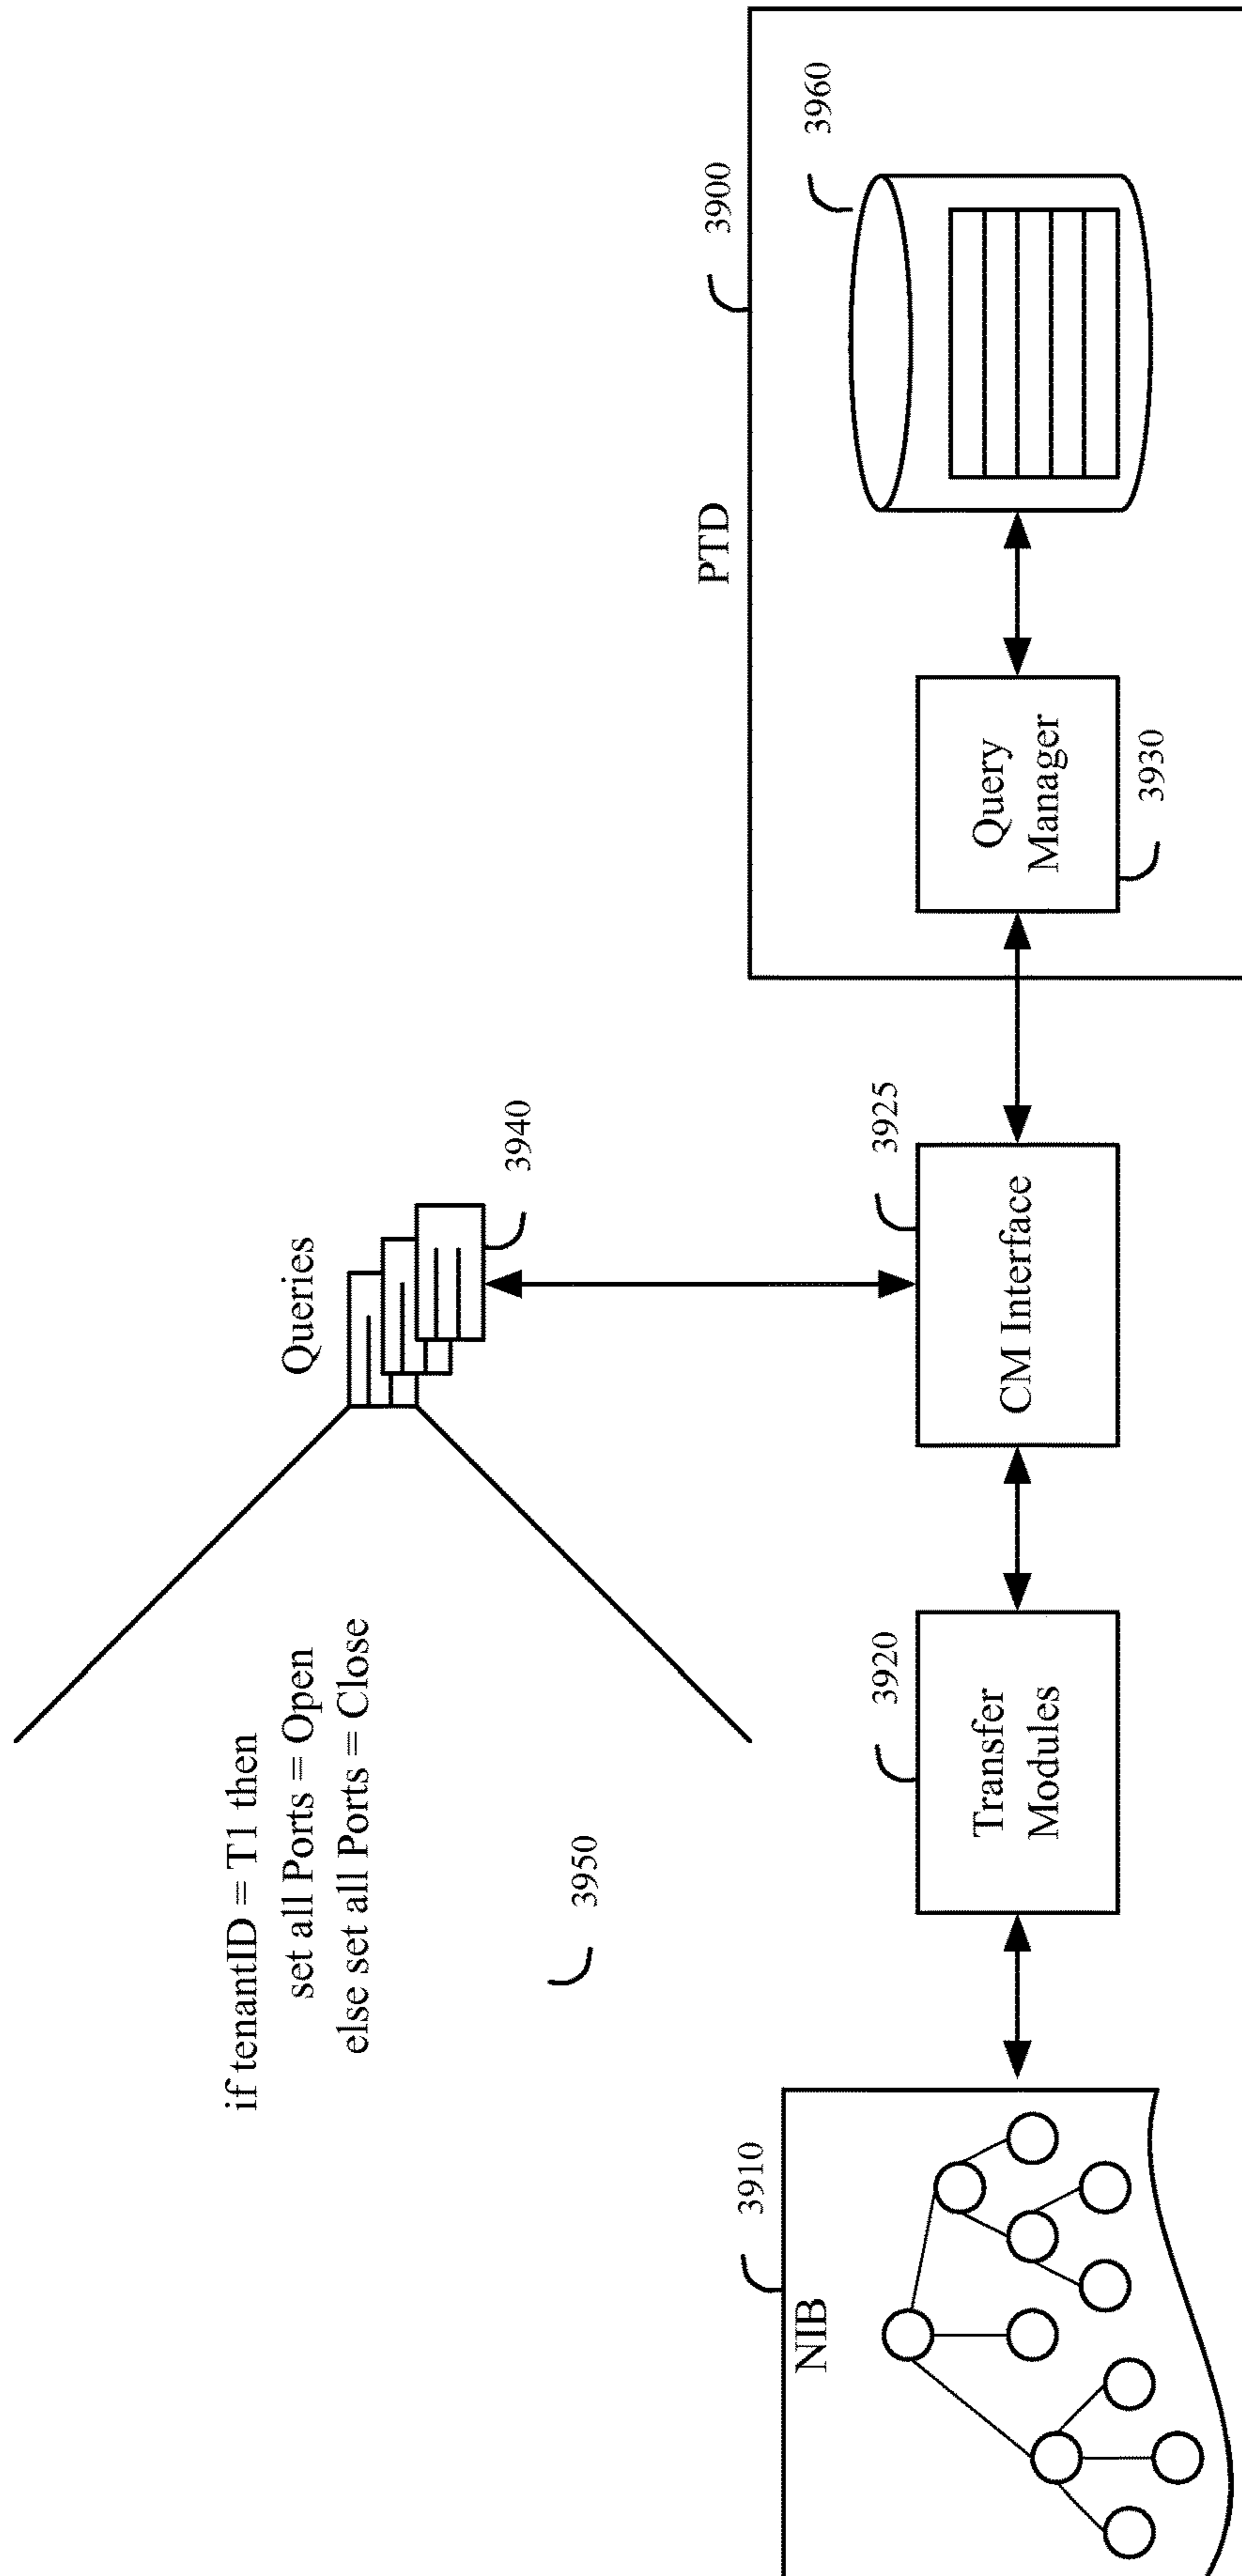 if tenantID = T1 then
set all Ports = Open
else set all Ports = Close
3950
Queries
3940
NIB
3910
Transfer
Modules
3920
CM Interface
3925
PTD
3900
Query
Manager
3930
3960